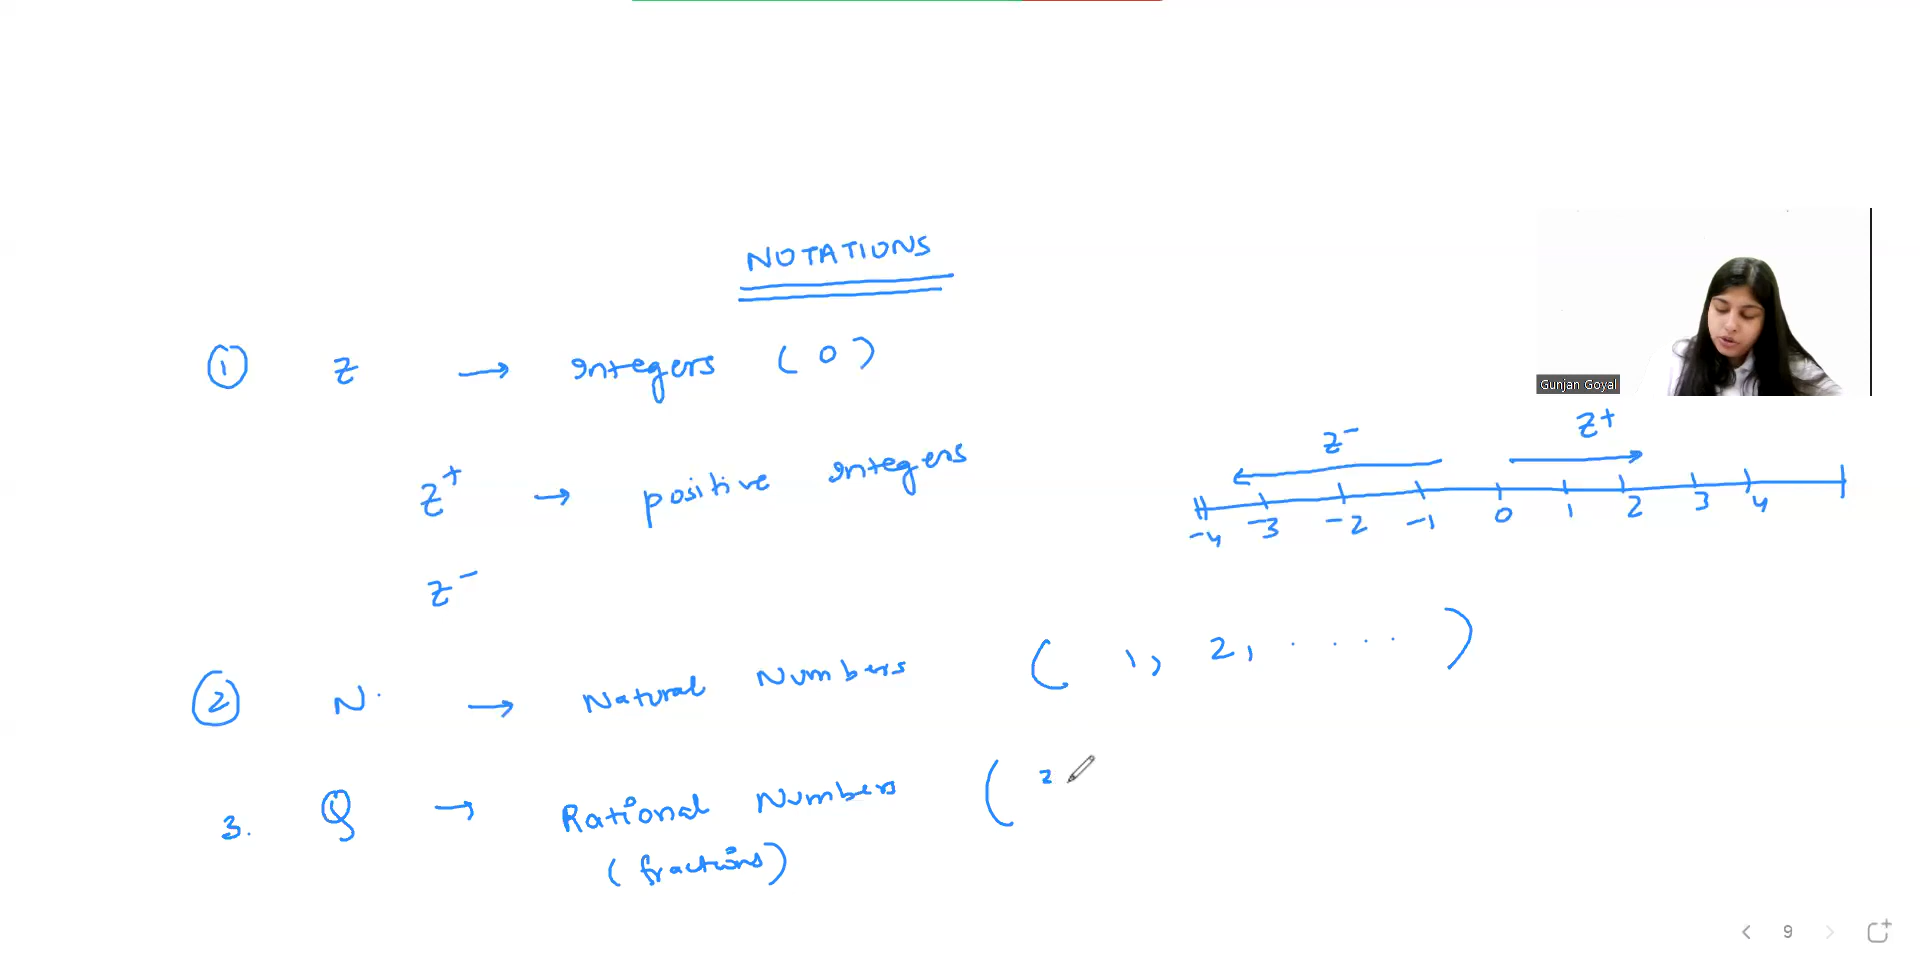 NOTATIONS
① Z → Integers ( 0 )
Gunjan Goyal
Z⁺ → positive Integers
Z⁻ Z⁺
-4 -3 -2 -1 0 1 2 3 4
Z⁻
② N. → Natural Numbers ( 1, 2, . . . . )
3. Q → Rational Numbers ( 2
(fractions)
9